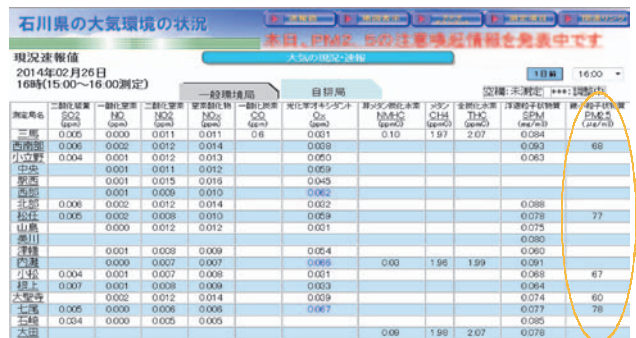 石川県の大気環境の状況
本日、PM2.5の注意喚起情報を発表中です
現況速報値
大気の現況・速報
2014年02月26日
16時(15:00～16:00測定)
1日前 16:00
一般環境局 自排局
空欄:未測定 ***:調整中
測定局名 二酸化硫黄 一酸化窒素 二酸化窒素 窒素酸化物 一酸化炭素 光化学オキシダント 非メタン炭化水素 メタン 全炭化水素 浮遊粒子状物質 微小粒子状物質
SO2 NO NO2 NOx CO Ox NMHC CH4 THC SPM PM2.5
(ppm) (ppm) (ppm) (ppm) (ppm) (ppm) (ppmC) (ppmC) (ppmC) (mg/m3) (μg/m3)
三馬 0.005 0.000 0.011 0.011 0.6 0.031 0.10 1.97 2.07 0.084
西南部 0.006 0.002 0.012 0.014 0.038 0.093 68
小立野 0.004 0.001 0.012 0.013 0.050 0.063
中央 0.001 0.011 0.012 0.059
駅西 0.001 0.015 0.016 0.045
西部 0.001 0.009 0.010 0.062
北部 0.006 0.002 0.012 0.014 0.032 0.088
松任 0.005 0.002 0.008 0.010 0.059 0.078 77
山島 0.000 0.012 0.012 0.031 0.075
美川 0.080
津幡 0.001 0.008 0.009 0.054 0.060
内灘 0.000 0.007 0.007 0.066 0.03 1.96 1.99 0.091
小松 0.004 0.001 0.007 0.008 0.031 0.068 67
根上 0.007 0.001 0.008 0.009 0.033 0.064
大聖寺 0.002 0.012 0.014 0.039 0.074 60
七尾 0.005 0.000 0.006 0.006 0.067 0.077 78
石崎 0.034 0.000 0.005 0.005 0.085
大田 0.09 1.98 2.07 0.078